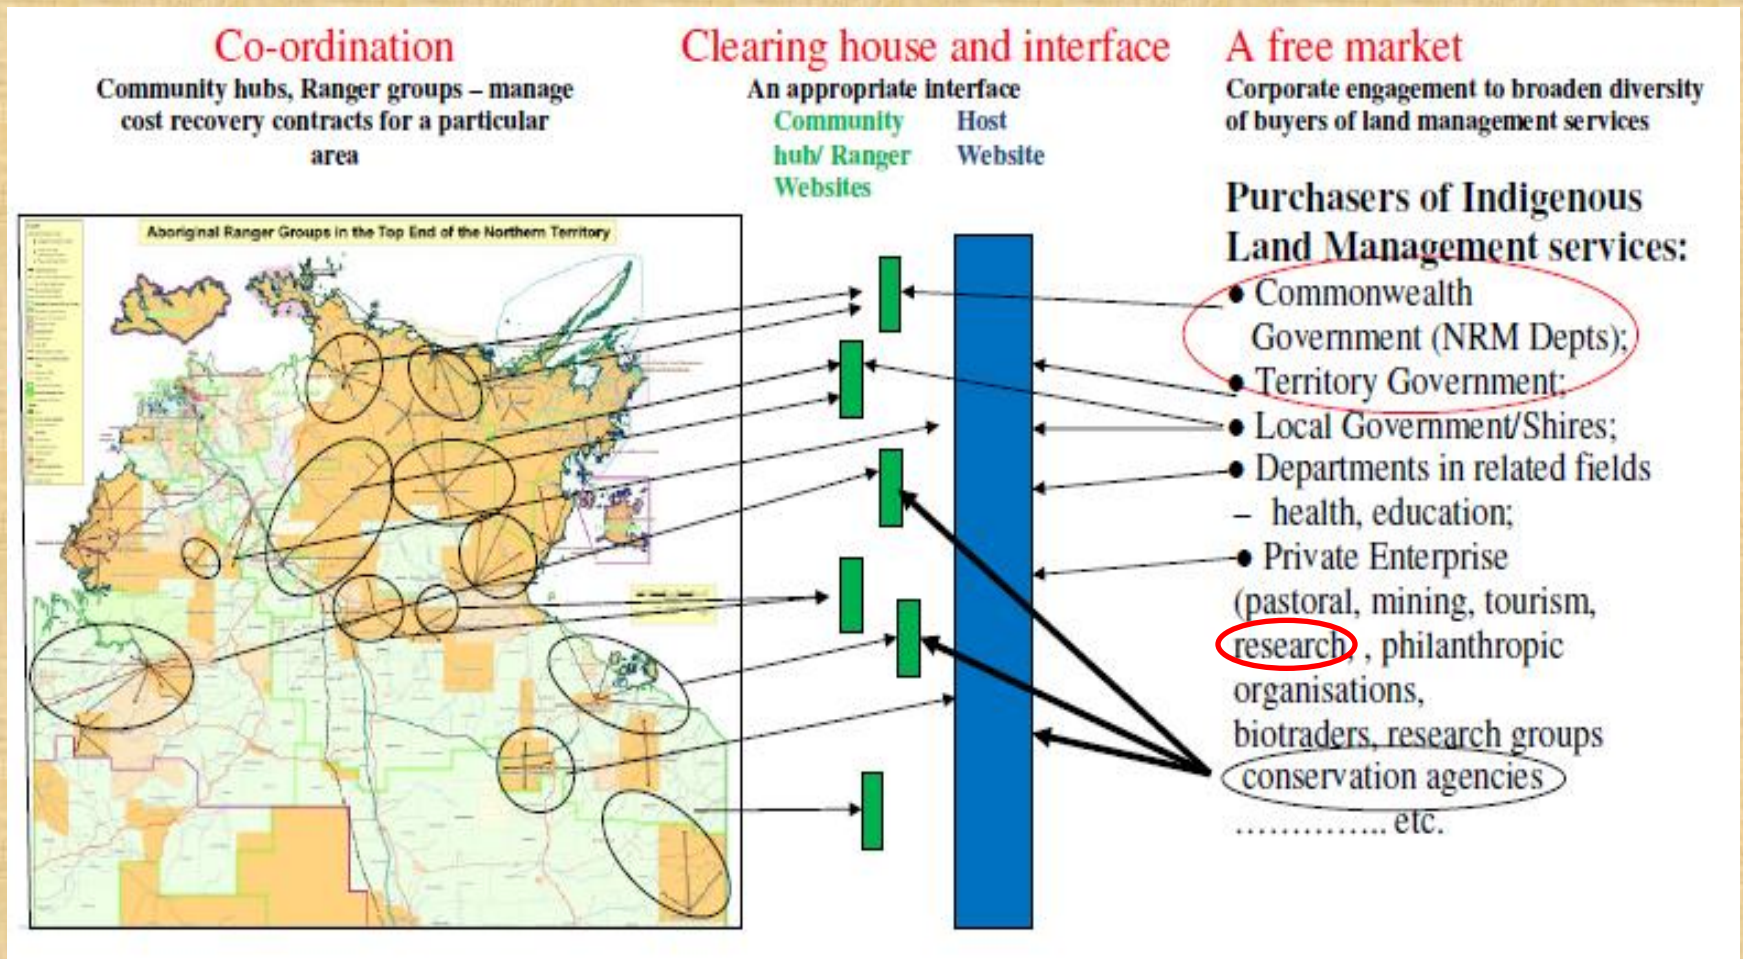 Co-ordination
Community hubs, Ranger groups – manage
cost recovery contracts for a particular
area
Clearing house and interface
An appropriate interface
Community
hub/ Ranger
Websites
Host
Website
A free market
Corporate engagement to broaden diversity
of buyers of land management services
Aboriginal Ranger Groups in the Top End of the Northern Territory
Purchasers of Indigenous
Land Management services:
● Commonwealth
Government (NRM Depts);
● Territory Government;
● Local Government/Shires;
● Departments in related fields
– health, education;
● Private Enterprise
(pastoral, mining, tourism,
research, , philanthropic
organisations,
biotraders, research groups
conservation agencies
………….. etc.